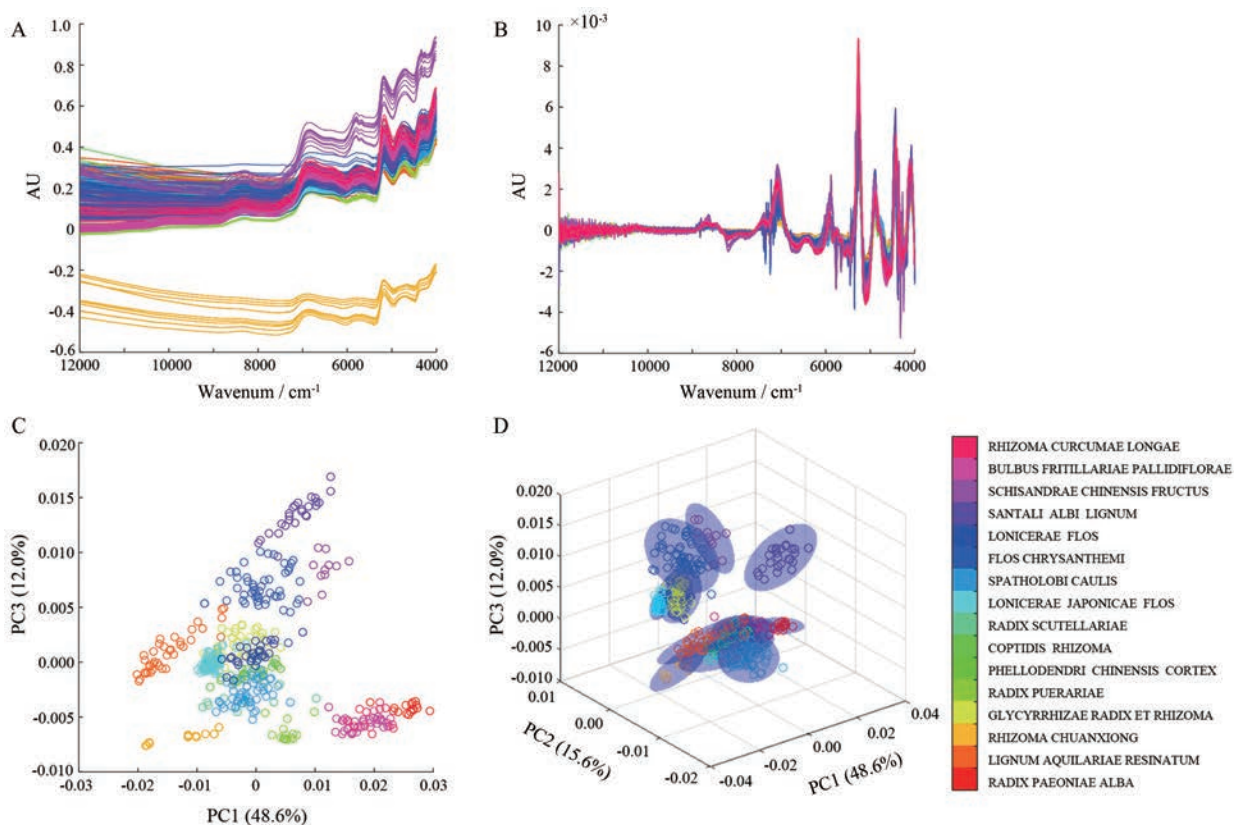 A
1.0
0.8
0.6
0.4
0.2
0
-0.2
-0.4
-0.6
AU
12000 10000 8000 6000 4000
Wavenum / cm⁻¹
B
×10⁻³
10
8
6
4
2
0
-2
-4
-6
AU
12000 10000 8000 6000 4000
Wavenum / cm⁻¹
C
0.020
0.015
0.010
0.005
0.000
-0.005
-0.010
PC3 (12.0%)
-0.03 -0.02 -0.01 0 0.01 0.02 0.03
PC1 (48.6%)
D
0.020
0.015
0.010
0.005
0.000
-0.005
-0.010
PC3 (12.0%)
0.01
0.00
-0.01
-0.02
PC2 (15.6%)
-0.04
-0.02
0.00
0.02
0.04
PC1 (48.6%)
RHIZOMA CURCUMAE LONGAE
BULBUS FRITILLARIAE PALLIDIFLORAE
SCHISANDRAE CHINENSIS FRUCTUS
SANTALI ALBI LIGNUM
LONICERAE FLOS
FLOS CHRYSANTHEMI
SPATHOLOBI CAULIS
LONICERAE JAPONICAE FLOS
RADIX SCUTELLARIAE
COPTIDIS RHIZOMA
PHELLODENDRI CHINENSIS CORTEX
RADIX PUERARIAE
GLYCYRRHIZAE RADIX ET RHIZOMA
RHIZOMA CHUANXIONG
LIGNUM AQUILARIAE RESINATUM
RADIX PAEONIAE ALBA